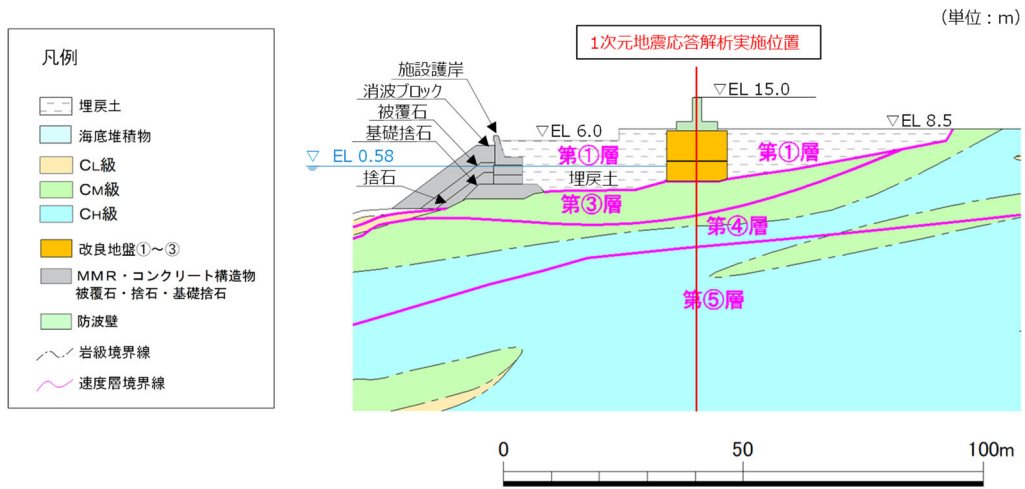 (単位：m)
凡例
埋戻土
海底堆積物
CL級
CM級
CH級
改良地盤①～③
MMR・コンクリート構造物
被覆石・捨石・基礎捨石
防波壁
岩級境界線
速度層境界線
1次元地震応答解析実施位置
施設護岸
消波ブロック
被覆石
基礎捨石
捨石
▽ EL 0.58
▽EL 6.0
▽EL 15.0
▽EL 8.5
第①層
第①層
埋戻土
第③層
第④層
第⑤層
0
50
100m